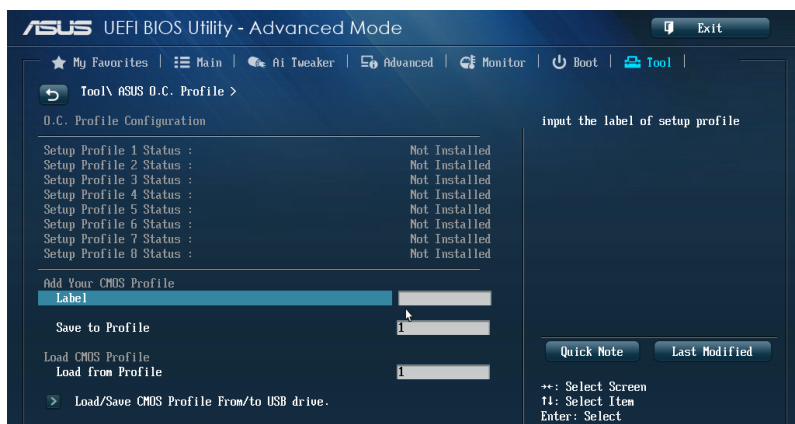 ASUS UEFI BIOS Utility - Advanced Mode
Exit
My Favorites | Main | Ai Tweaker | Advanced | Monitor | Boot | Tool |
Tool\ ASUS O.C. Profile >
O.C. Profile Configuration
input the label of setup profile
Setup Profile 1 Status : Not Installed
Setup Profile 2 Status : Not Installed
Setup Profile 3 Status : Not Installed
Setup Profile 4 Status : Not Installed
Setup Profile 5 Status : Not Installed
Setup Profile 6 Status : Not Installed
Setup Profile 7 Status : Not Installed
Setup Profile 8 Status : Not Installed
Add Your CMOS Profile
Label
Save to Profile 1
Load CMOS Profile
Load from Profile 1
> Load/Save CMOS Profile From/to USB drive.
Quick Note
Last Modified
→←: Select Screen
↑↓: Select Item
Enter: Select